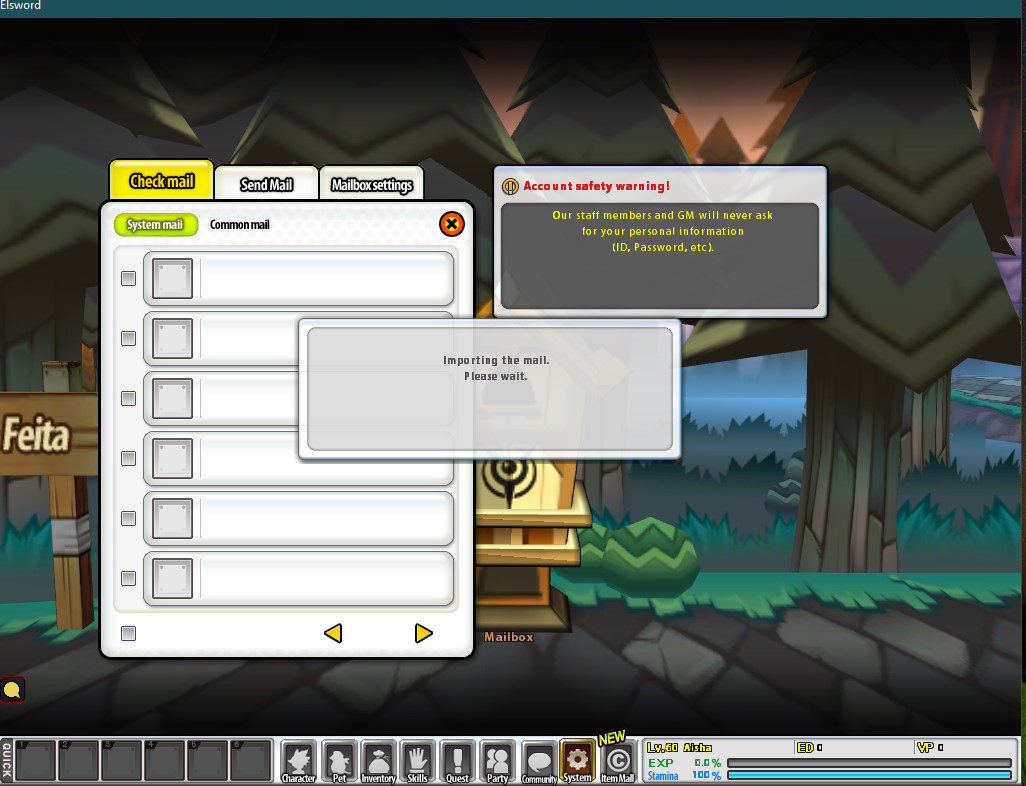 Elsword
Check mail
Send Mail
Mailbox settings
System mail
Common mail
Account safety warning!
Our staff members and GM will never ask
for your personal information
(ID, Password, etc).
Importing the mail.
Please wait.
Feita
Mailbox
QUICK
1 2 3 4 5 6
Character
Pet
Inventory
Skills
Quest
Party
Community
System
NEW
Item Mall
Lv.60 Aisha
ED 0
VP 0
EXP 0.0%
Stamina 100%